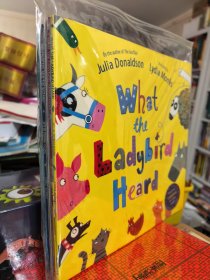 By the author of The Gruffalo
Julia Donaldson
Lydia Monks
What
the
Ladybird
Heard